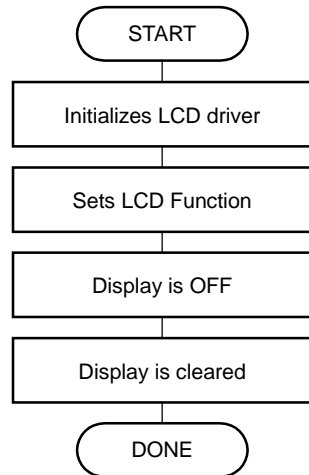 START
Initializes LCD driver
Sets LCD Function
Display is OFF
Display is cleared
DONE